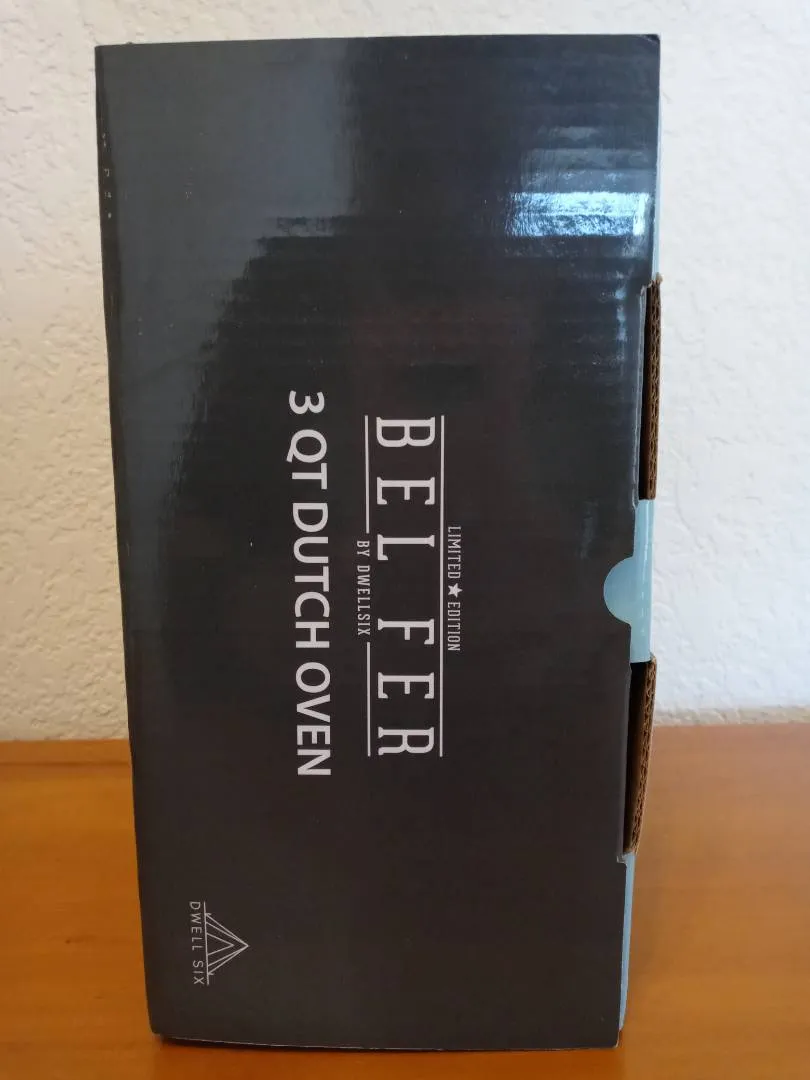 LIMITED ★ EDITION
BELFER
BY DWELLSIX
3 QT DUTCH OVEN
DWELL SIX